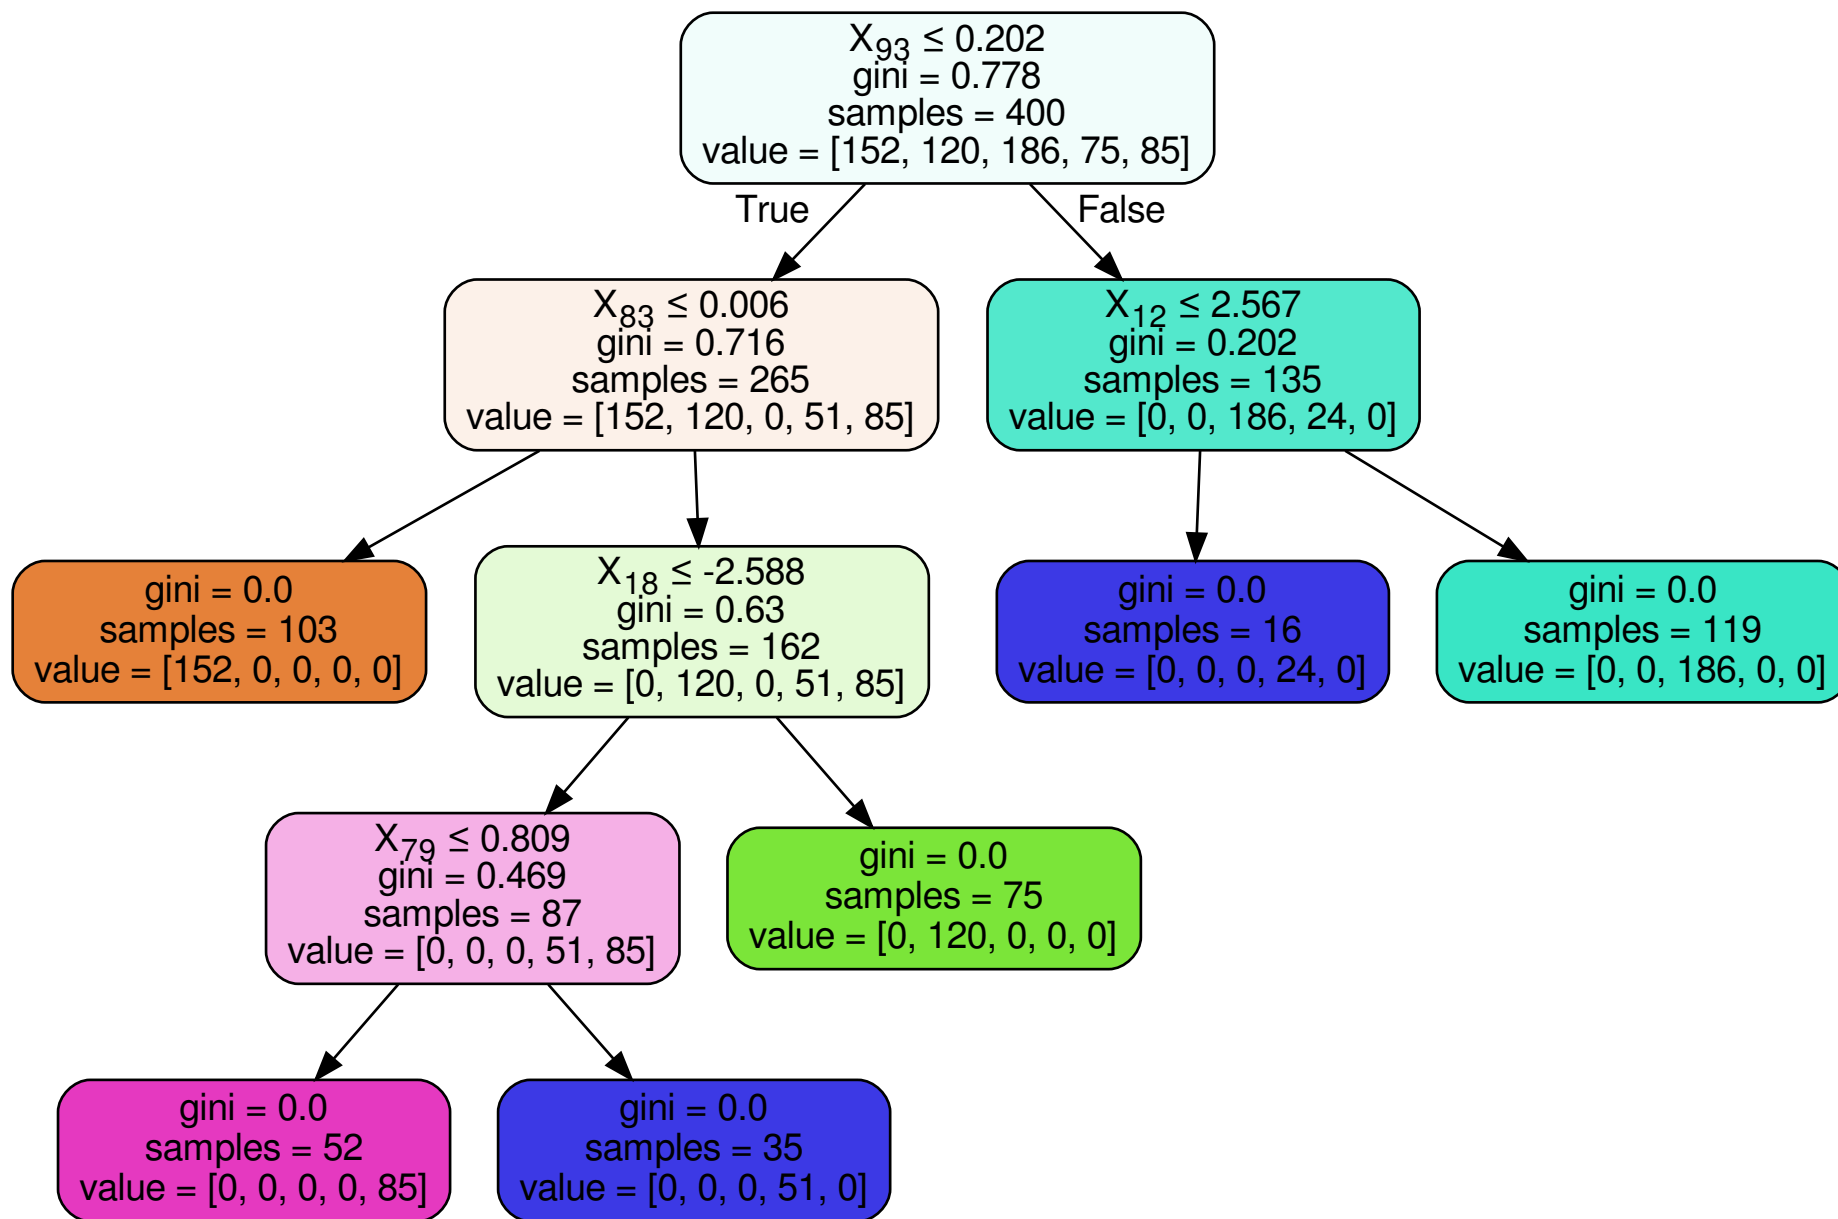 X93 ≤ 0.202
gini = 0.778
samples = 400
value = [152, 120, 186, 75, 85]
True
False
X83 ≤ 0.006
gini = 0.716
samples = 265
value = [152, 120, 0, 51, 85]
X12 ≤ 2.567
gini = 0.202
samples = 135
value = [0, 0, 186, 24, 0]
gini = 0.0
samples = 103
value = [152, 0, 0, 0, 0]
X18 ≤ -2.588
gini = 0.63
samples = 162
value = [0, 120, 0, 51, 85]
gini = 0.0
samples = 16
value = [0, 0, 0, 24, 0]
gini = 0.0
samples = 119
value = [0, 0, 186, 0, 0]
X79 ≤ 0.809
gini = 0.469
samples = 87
value = [0, 0, 0, 51, 85]
gini = 0.0
samples = 75
value = [0, 120, 0, 0, 0]
gini = 0.0
samples = 52
value = [0, 0, 0, 0, 85]
gini = 0.0
samples = 35
value = [0, 0, 0, 51, 0]